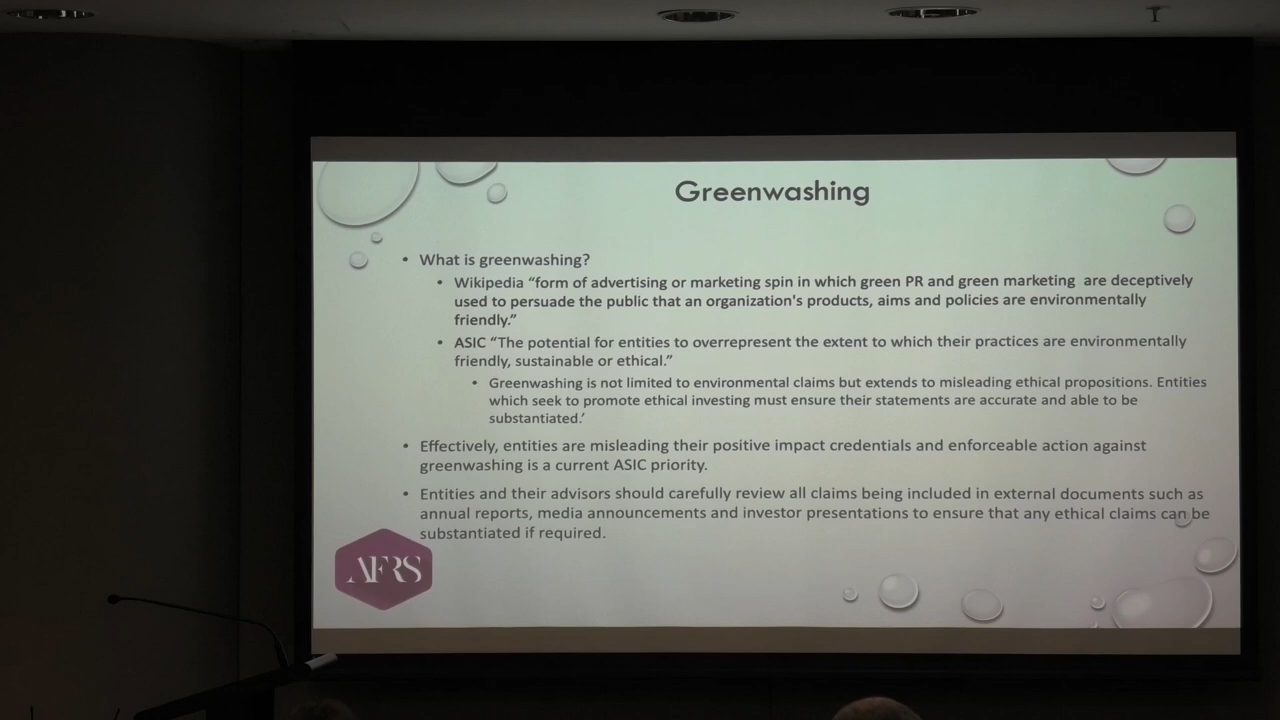 Greenwashing
• What is greenwashing?
• Wikipedia “form of advertising or marketing spin in which green PR and green marketing are deceptively
used to persuade the public that an organization's products, aims and policies are environmentally
friendly.”
• ASIC “The potential for entities to overrepresent the extent to which their practices are environmentally
friendly, sustainable or ethical.”
• Greenwashing is not limited to environmental claims but extends to misleading ethical propositions. Entities
which seek to promote ethical investing must ensure their statements are accurate and able to be
substantiated.’
• Effectively, entities are misleading their positive impact credentials and enforceable action against
greenwashing is a current ASIC priority.
• Entities and their advisors should carefully review all claims being included in external documents such as
annual reports, media announcements and investor presentations to ensure that any ethical claims can be
substantiated if required.
AFRS